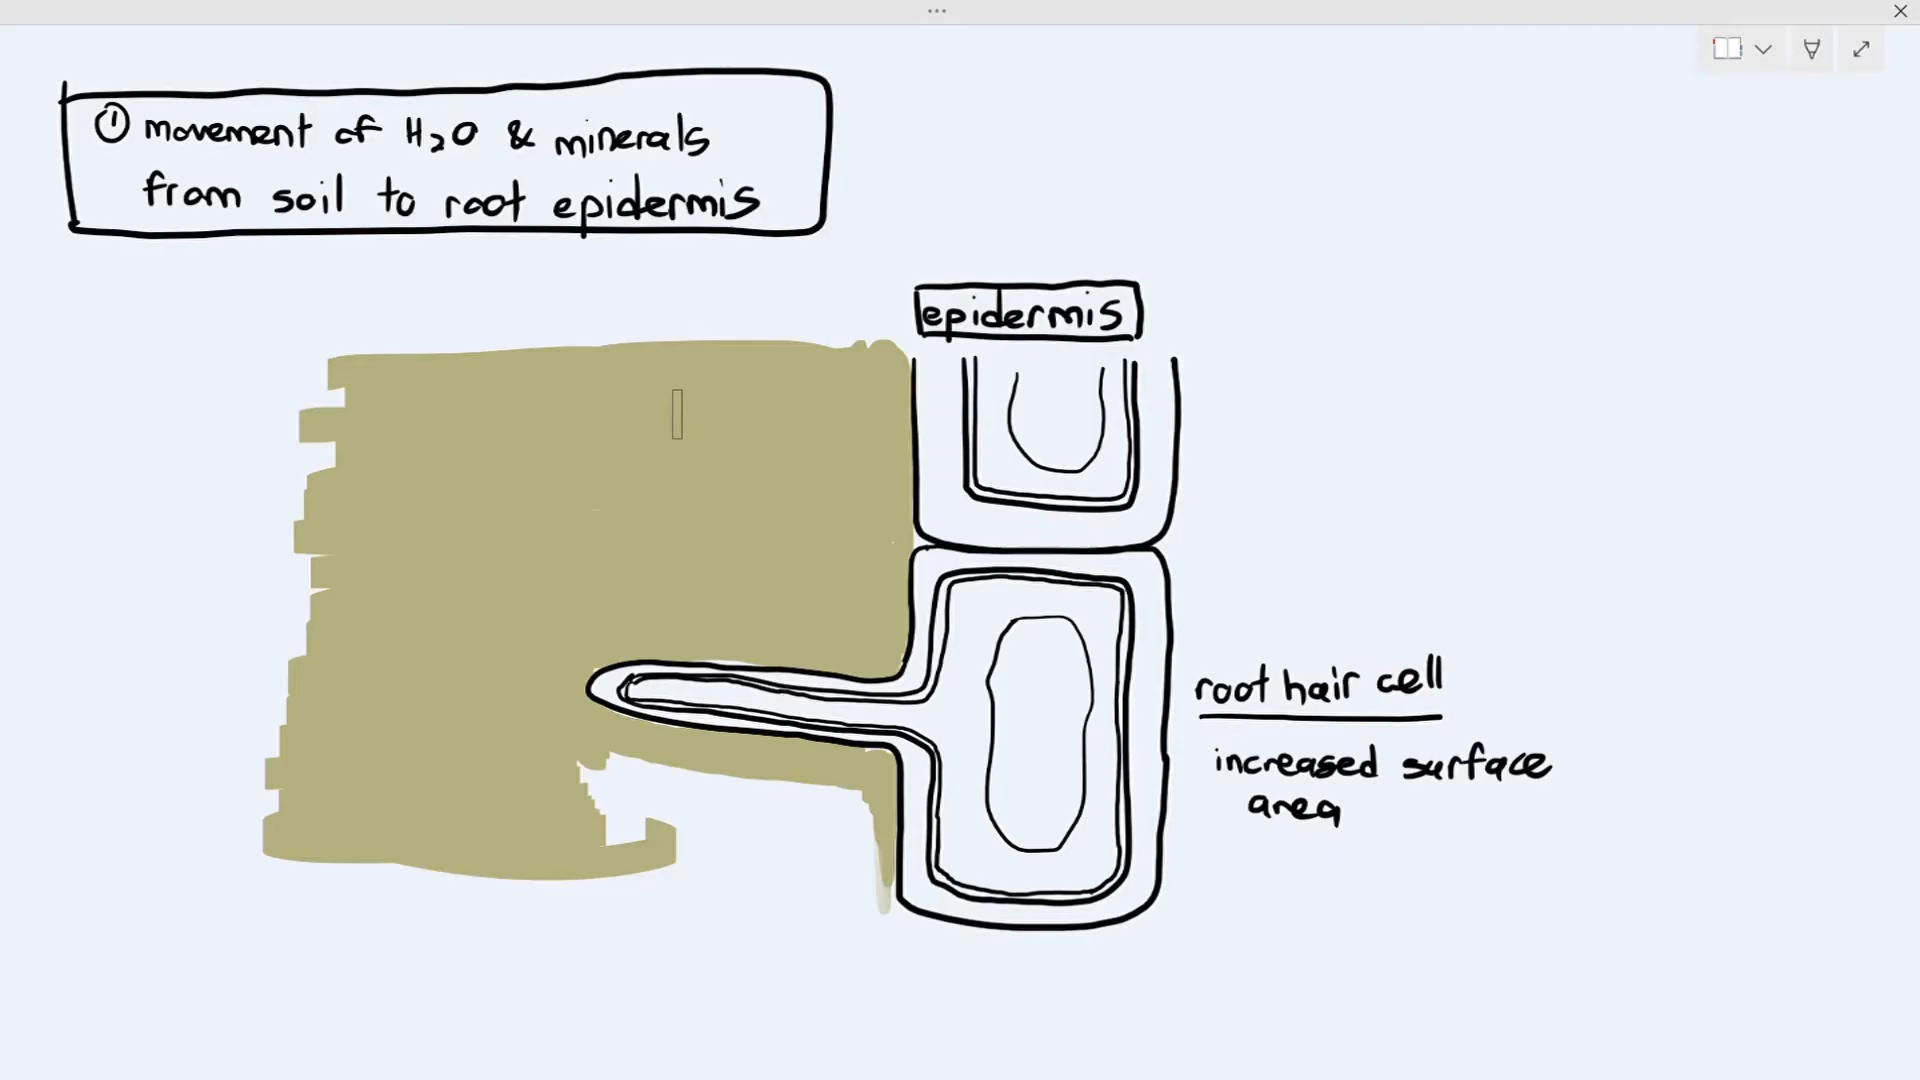 ① movement of H₂O & minerals
from soil to root epidermis
epidermis
root hair cell
increased surface
area